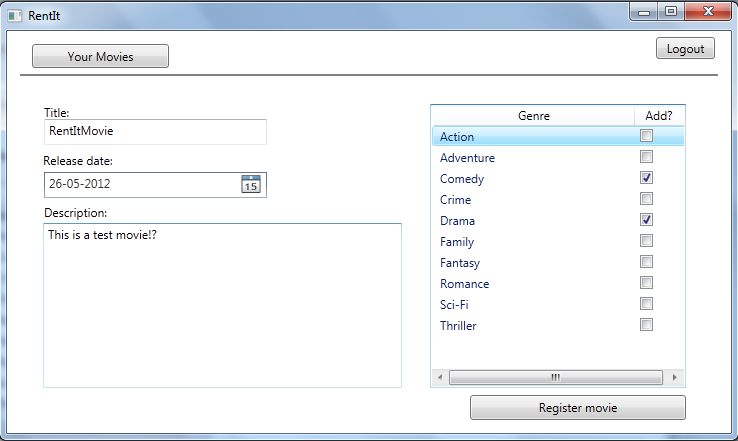 RentIt
Your Movies
Logout
Title:
RentItMovie
Release date:
26-05-2012
15
Description:
This is a test movie!?
Genre Add?
Action
Adventure
Comedy
Crime
Drama
Family
Fantasy
Romance
Sci-Fi
Thriller
Register movie